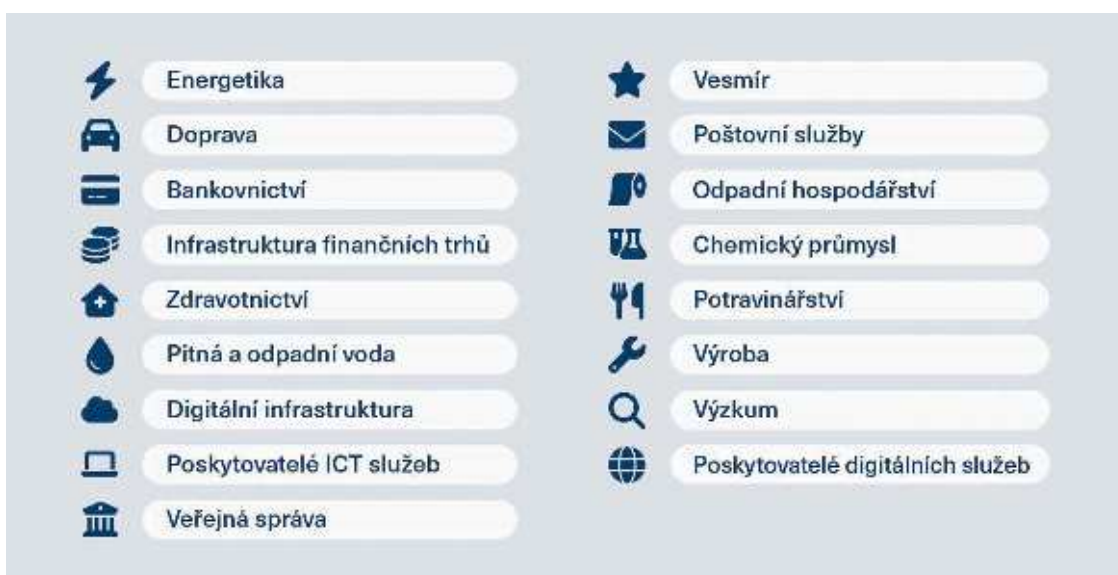 Energetika
Doprava
Bankovnictví
Infrastruktura finančních trhů
Zdravotnictví
Pitná a odpadní voda
Digitální infrastruktura
Poskytovatelé ICT služeb
Veřejná správa
Vesmír
Poštovní služby
Odpadní hospodářství
Chemický průmysl
Potravinářství
Výroba
Výzkum
Poskytovatelé digitálních služeb